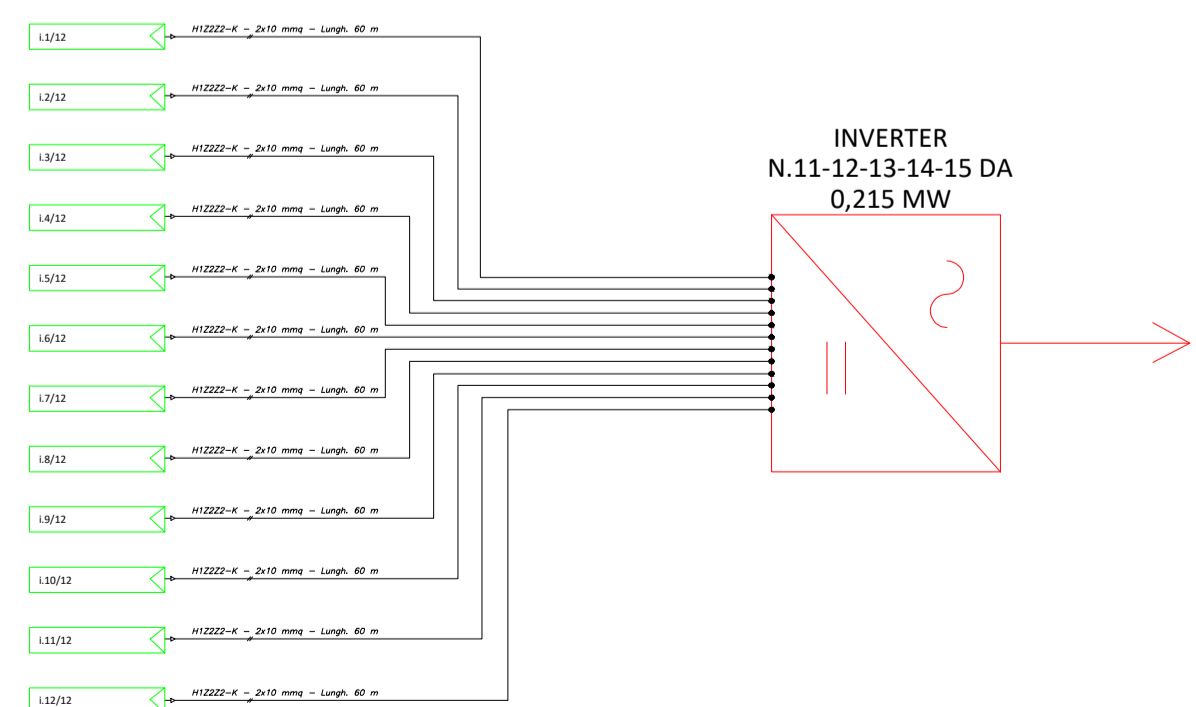 i.1/12 H1Z2Z2-K - 2x10 mmq - Lungh. 60 m
i.2/12 H1Z2Z2-K - 2x10 mmq - Lungh. 60 m
INVERTER
N.11-12-13-14-15 DA
0,215 MW
i.3/12 H1Z2Z2-K - 2x10 mmq - Lungh. 60 m
i.4/12 H1Z2Z2-K - 2x10 mmq - Lungh. 60 m
i.5/12 H1Z2Z2-K - 2x10 mmq - Lungh. 60 m
i.6/12 H1Z2Z2-K - 2x10 mmq - Lungh. 60 m
i.7/12 H1Z2Z2-K - 2x10 mmq - Lungh. 60 m
i.8/12 H1Z2Z2-K - 2x10 mmq - Lungh. 60 m
i.9/12 H1Z2Z2-K - 2x10 mmq - Lungh. 60 m
i.10/12 H1Z2Z2-K - 2x10 mmq - Lungh. 60 m
i.11/12 H1Z2Z2-K - 2x10 mmq - Lungh. 60 m
i.12/12 H1Z2Z2-K - 2x10 mmq - Lungh. 60 m